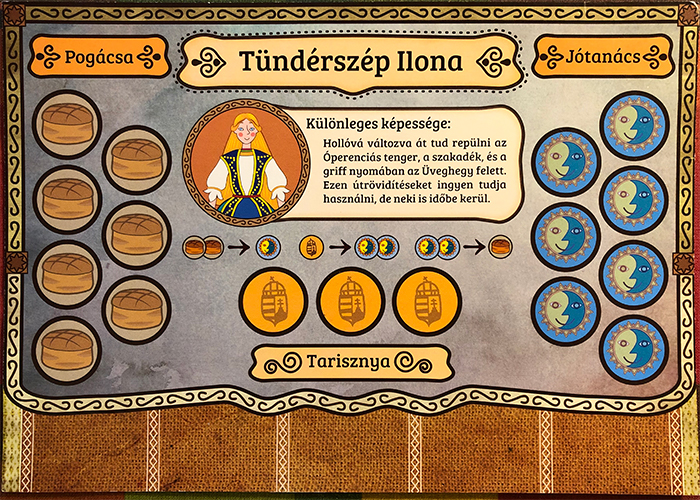 Pogácsa
Tündérszép Ilona
Jótanács
Különleges képessége:
Hollóvá változva át tud repülni az
Óperenciás tenger, a szakadék, és a
griff nyomában az Üveghegy felett.
Ezen útrövidítéseket ingyen tudja
használni, de neki is időbe kerül.
Tarisznya